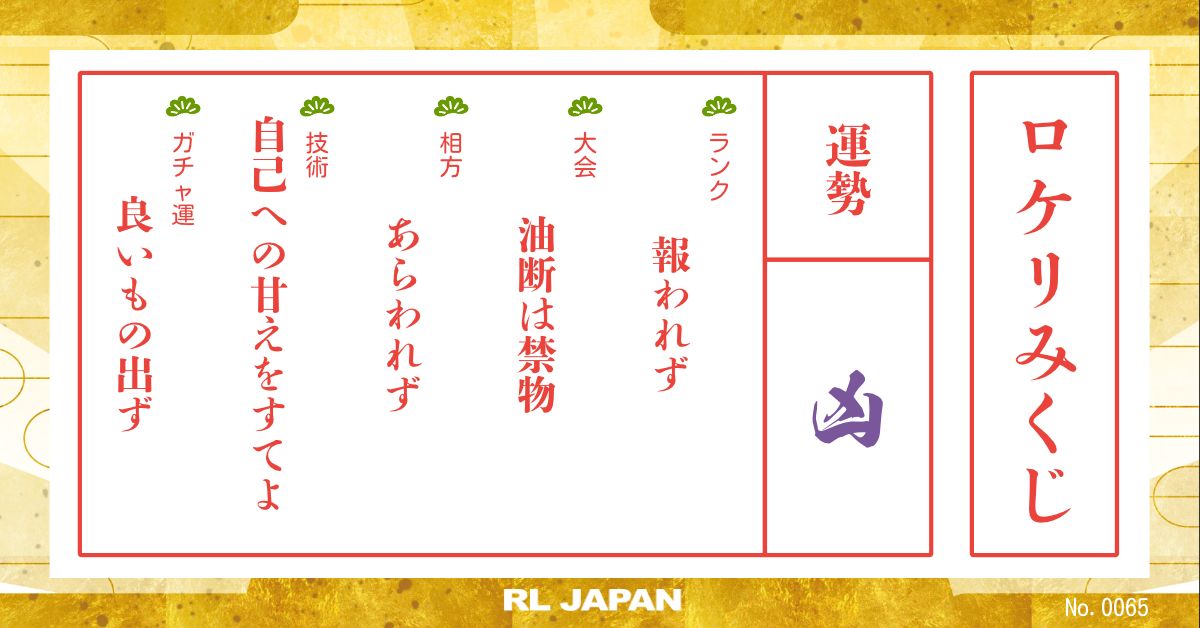 ロケリみくじ
運勢
凶
ランク
報われず
大会
油断は禁物
相方
あらわれず
技術
自己への甘えをすてよ
ガチャ運
良いもの出ず
RL JAPAN
No. 0065